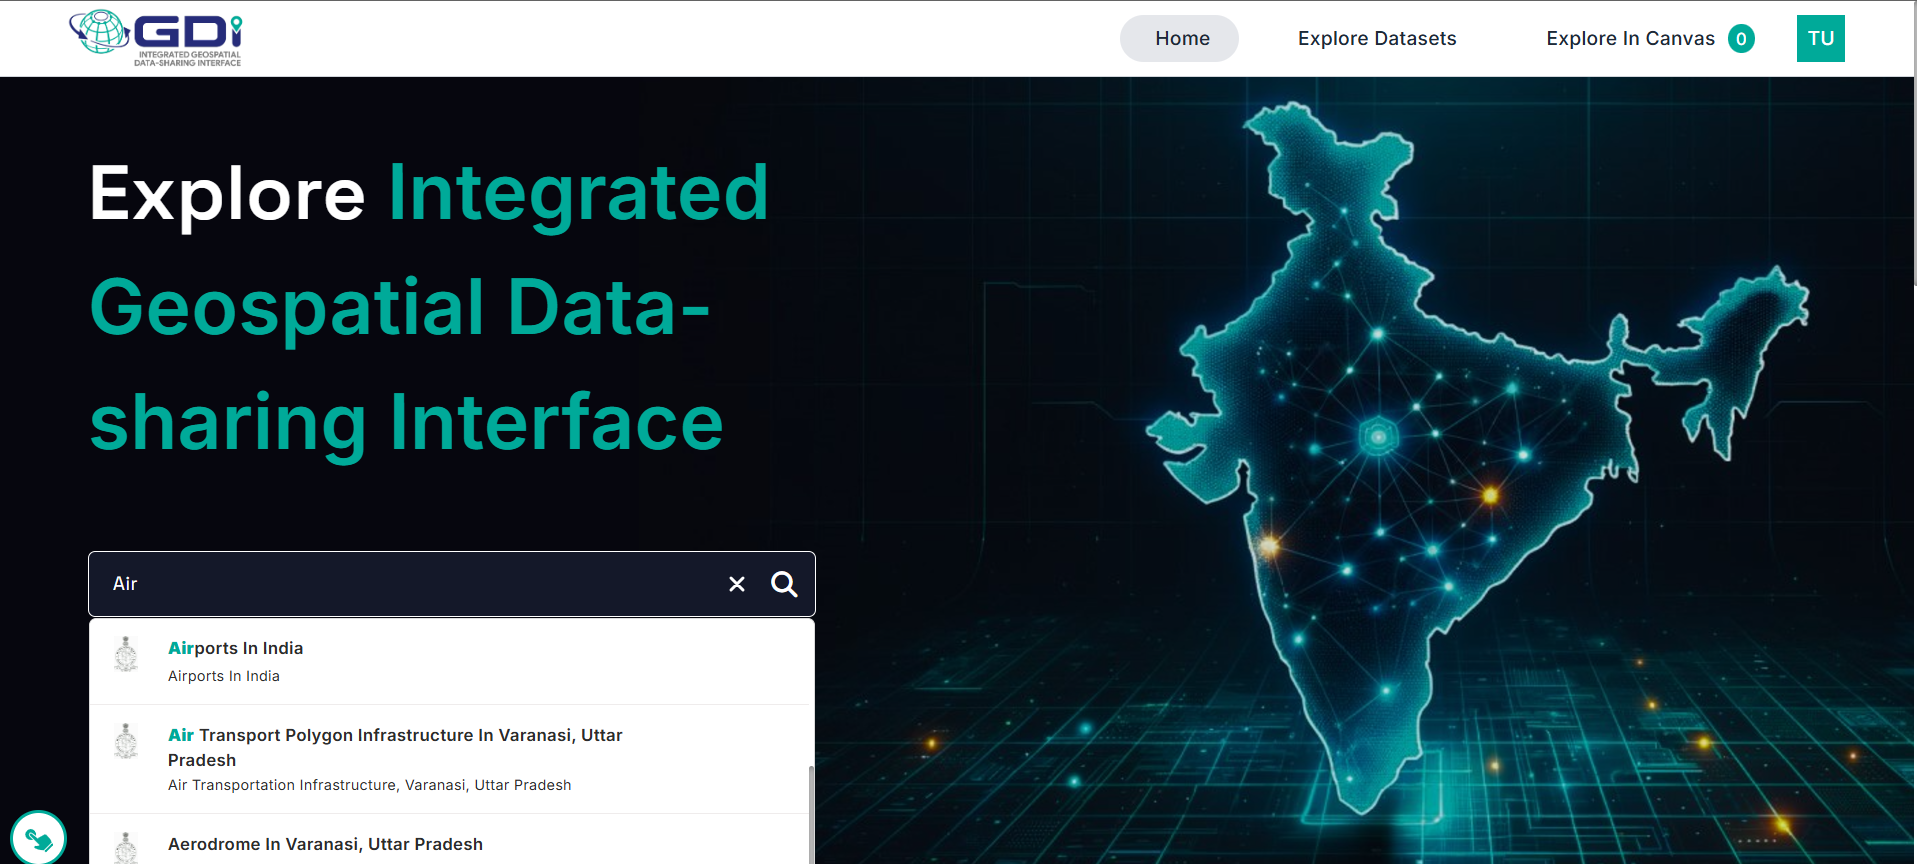 GDi
INTEGRATED GEOSPATIAL
DATA-SHARING INTERFACE
Home
Explore Datasets
Explore In Canvas 0
TU
Explore Integrated
Geospatial Data-
sharing Interface
Air
Airports In India
Airports In India
Air Transport Polygon Infrastructure In Varanasi, Uttar
Pradesh
Air Transportation Infrastructure, Varanasi, Uttar Pradesh
Aerodrome In Varanasi, Uttar Pradesh